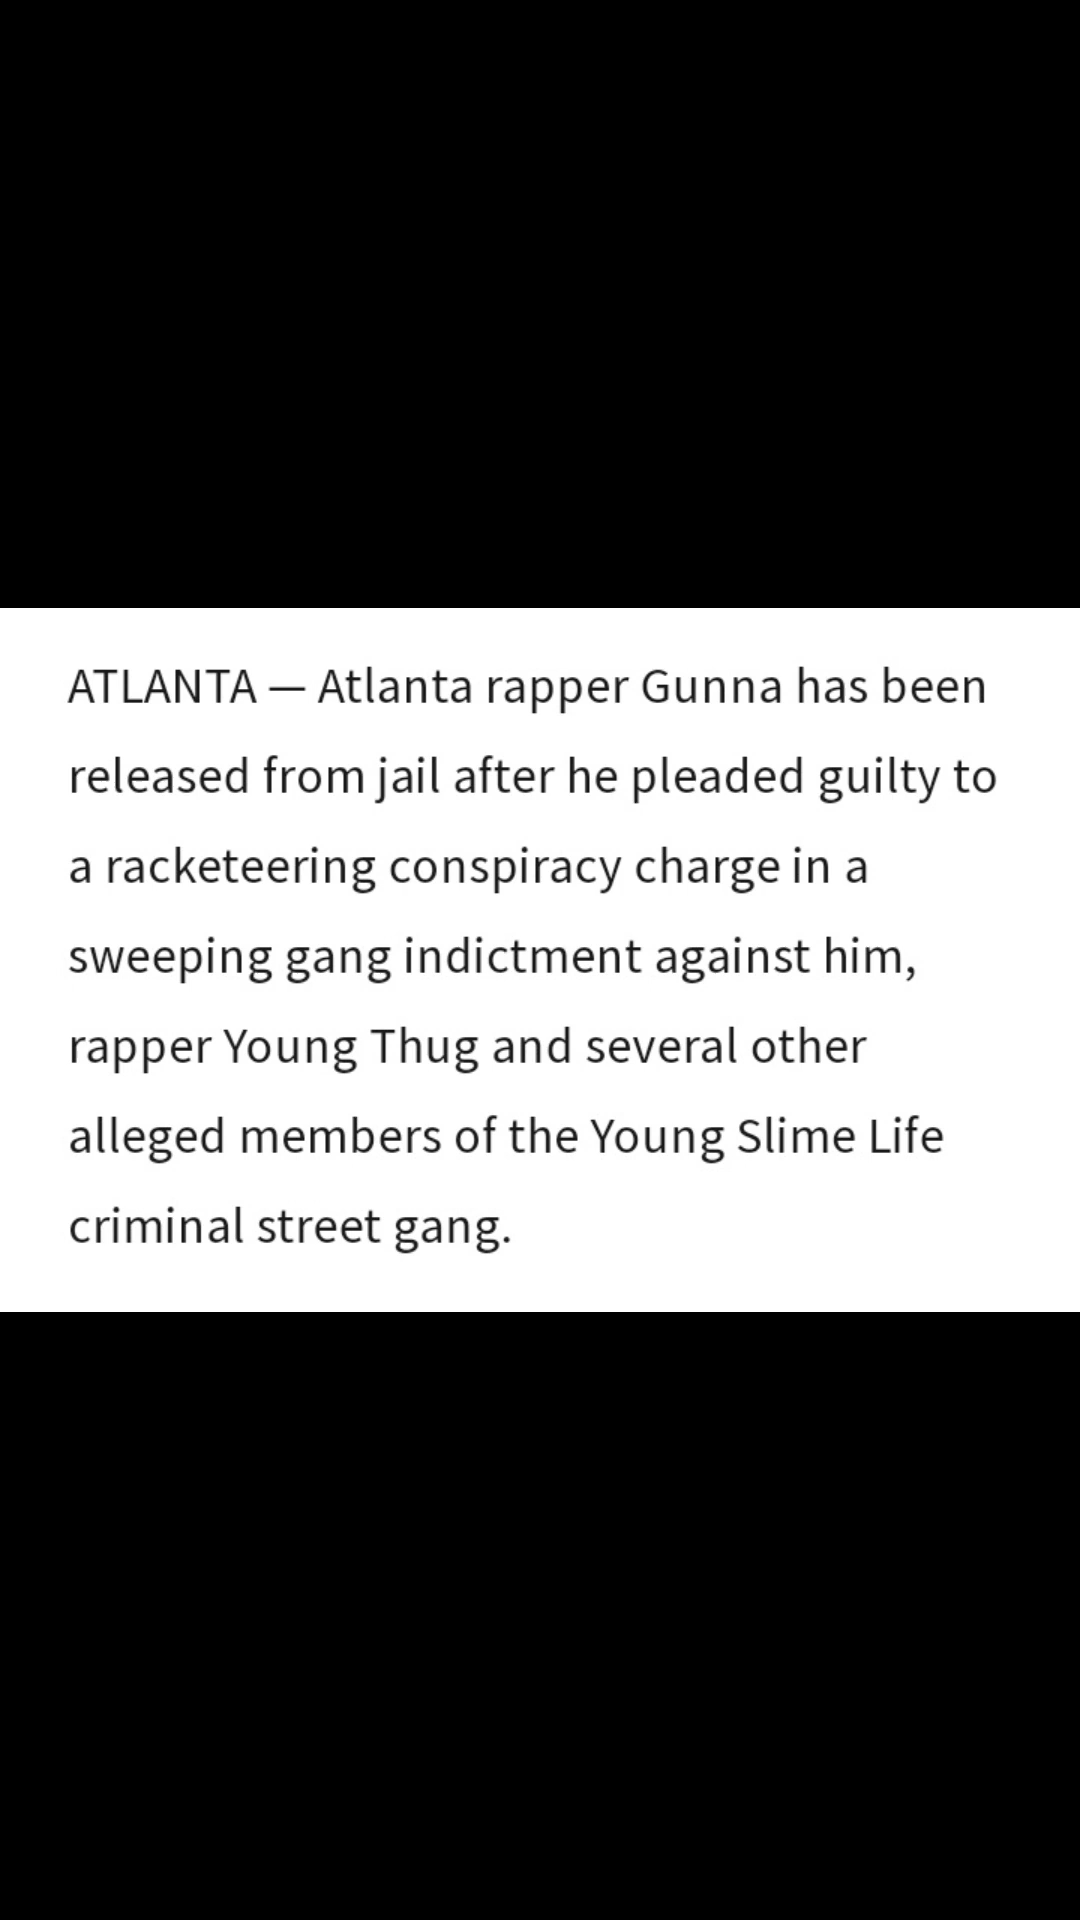 ATLANTA — Atlanta rapper Gunna has been
released from jail after he pleaded guilty to
a racketeering conspiracy charge in a
sweeping gang indictment against him,
rapper Young Thug and several other
alleged members of the Young Slime Life
criminal street gang.